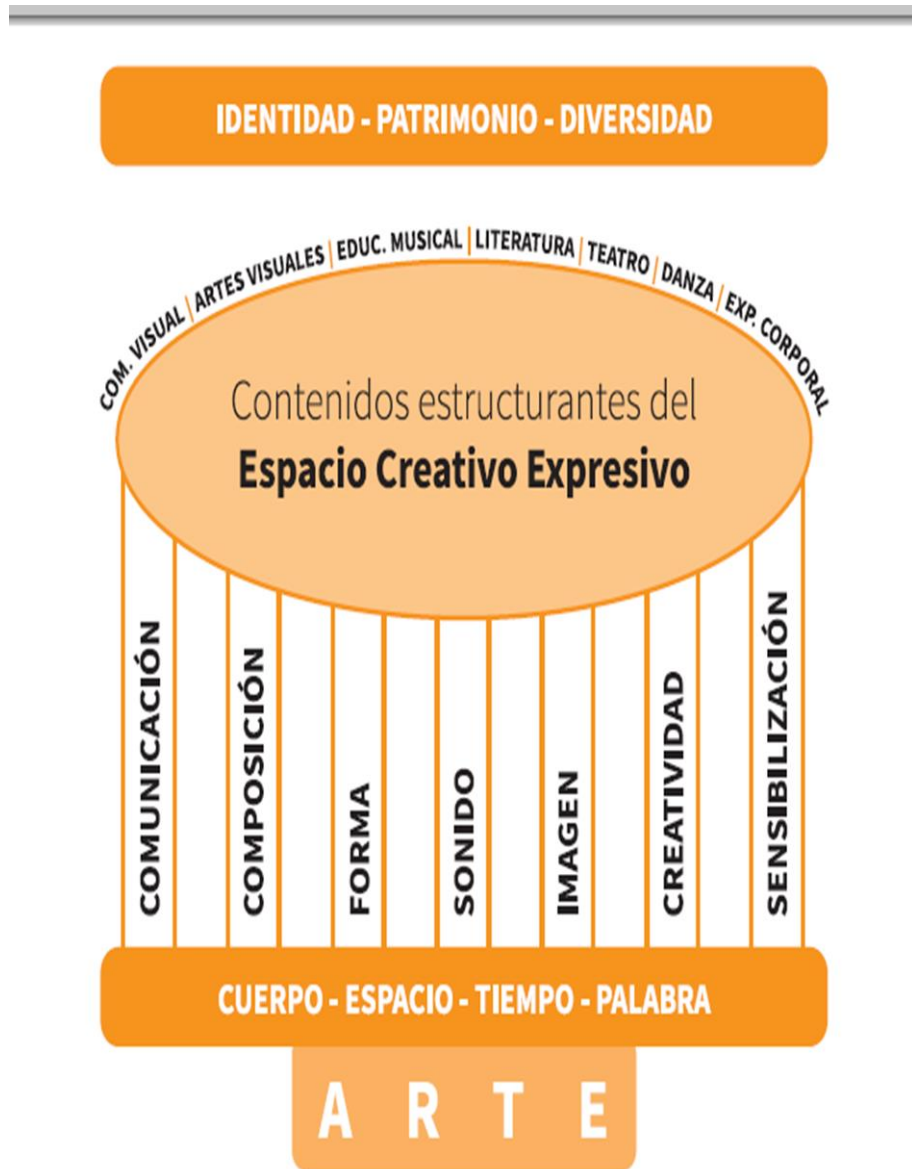 IDENTIDAD - PATRIMONIO - DIVERSIDAD
COM. VISUAL | ARTES VISUALES | EDUC. MUSICAL | LITERATURA | TEATRO | DANZA | EXP. CORPORAL
Contenidos estructurantes del
Espacio Creativo Expresivo
COMUNICACIÓN
COMPOSICIÓN
FORMA
SONIDO
IMAGEN
CREATIVIDAD
SENSIBILIZACIÓN
CUERPO - ESPACIO - TIEMPO - PALABRA
A R T E